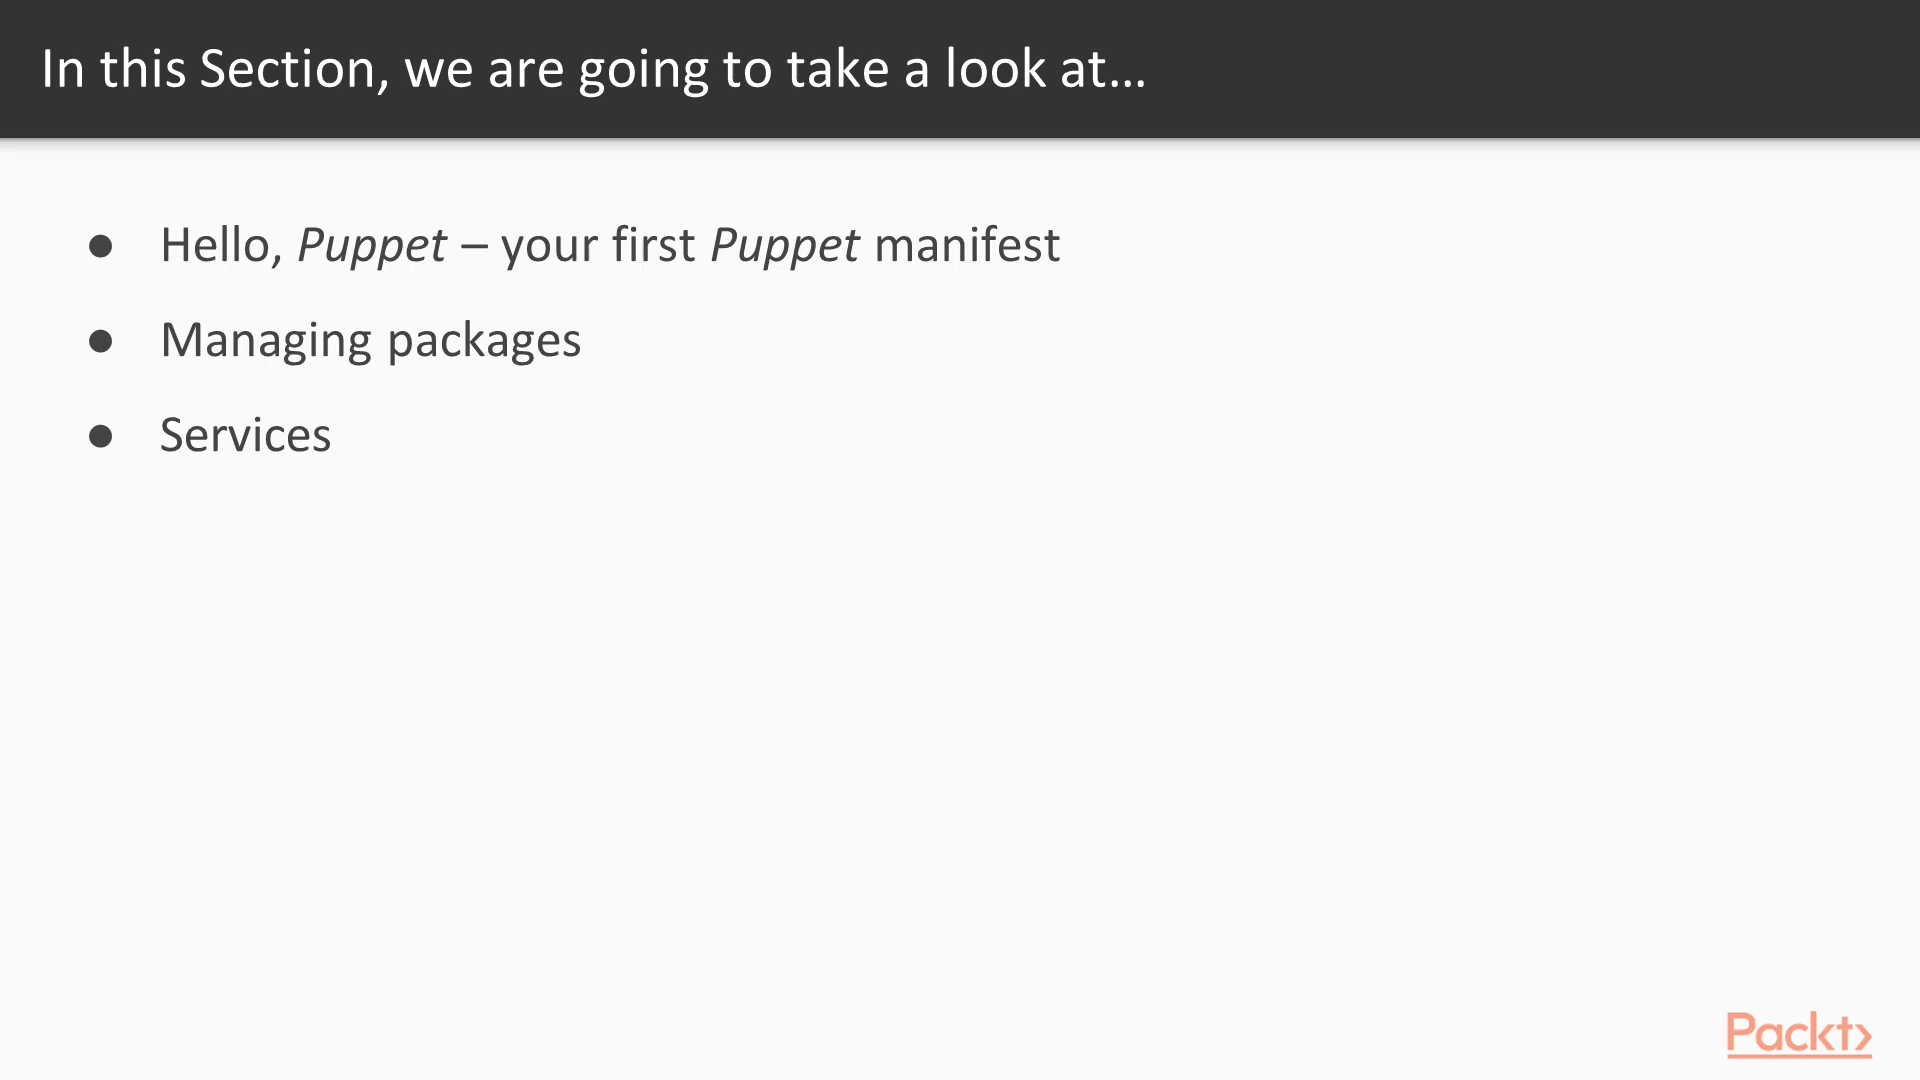 In this Section, we are going to take a look at...
● Hello, Puppet – your first Puppet manifest
● Managing packages
● Services
Packt>